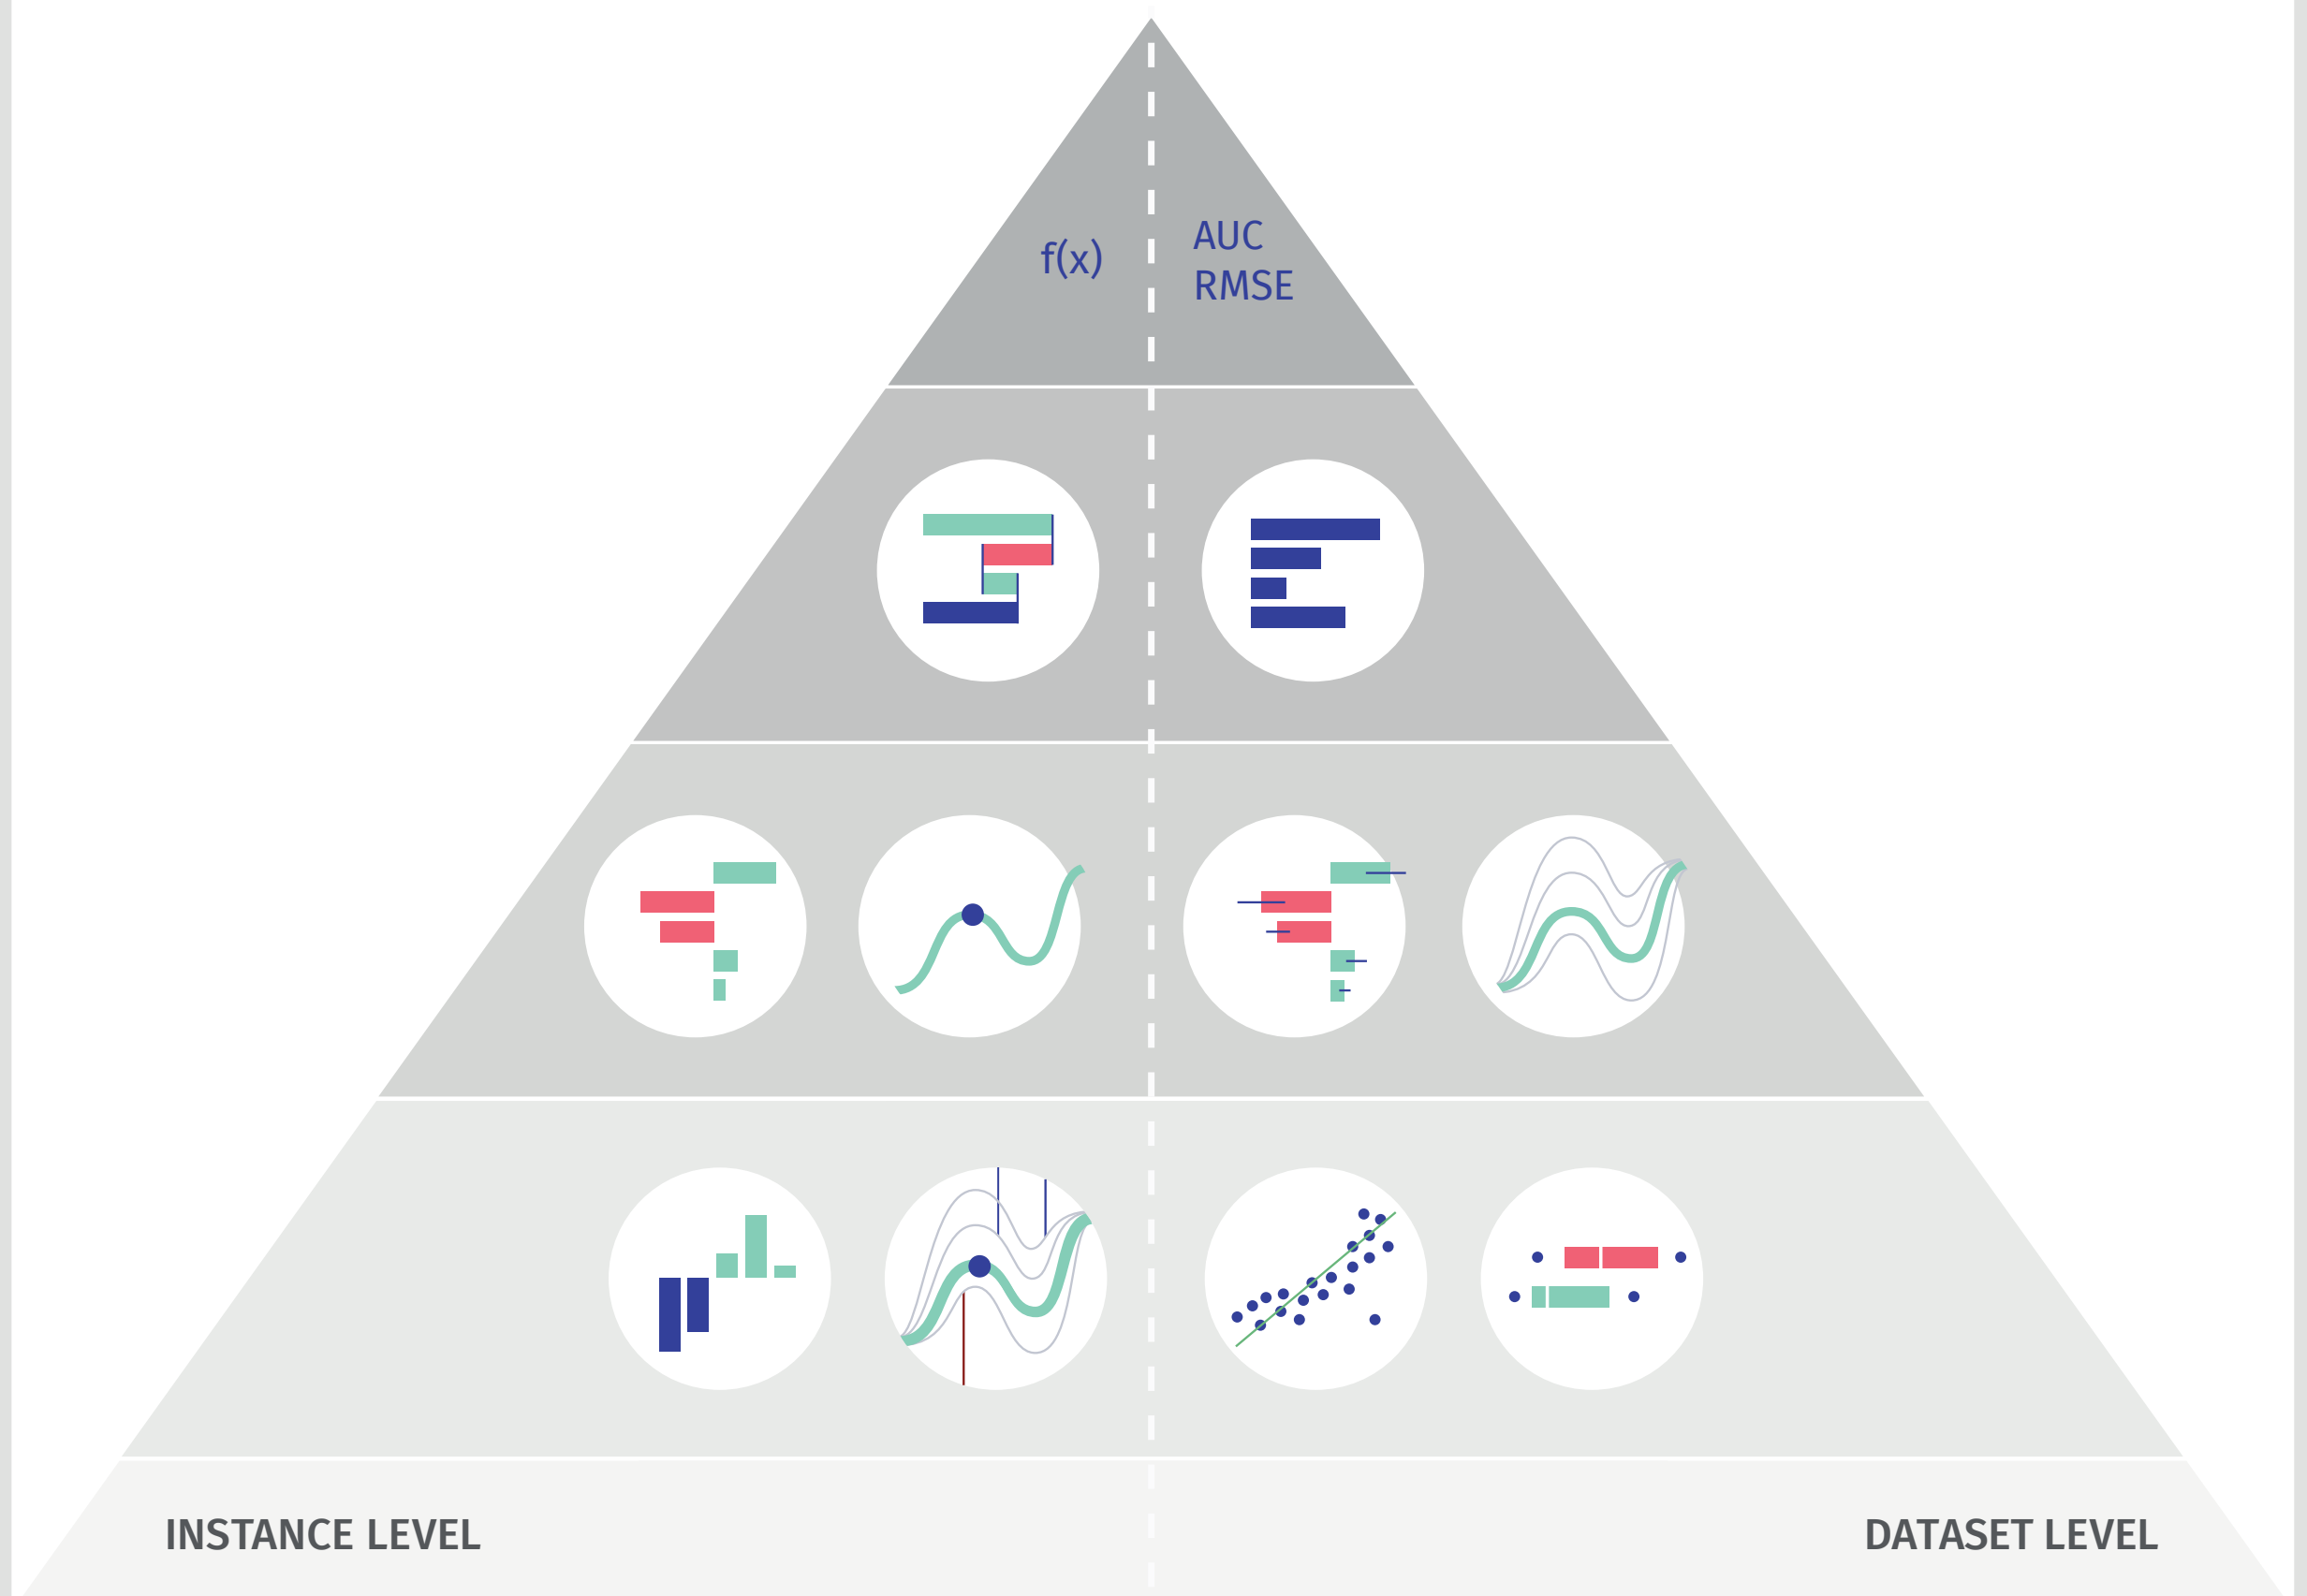 f(x)
AUC
RMSE
INSTANCE LEVEL
DATASET LEVEL